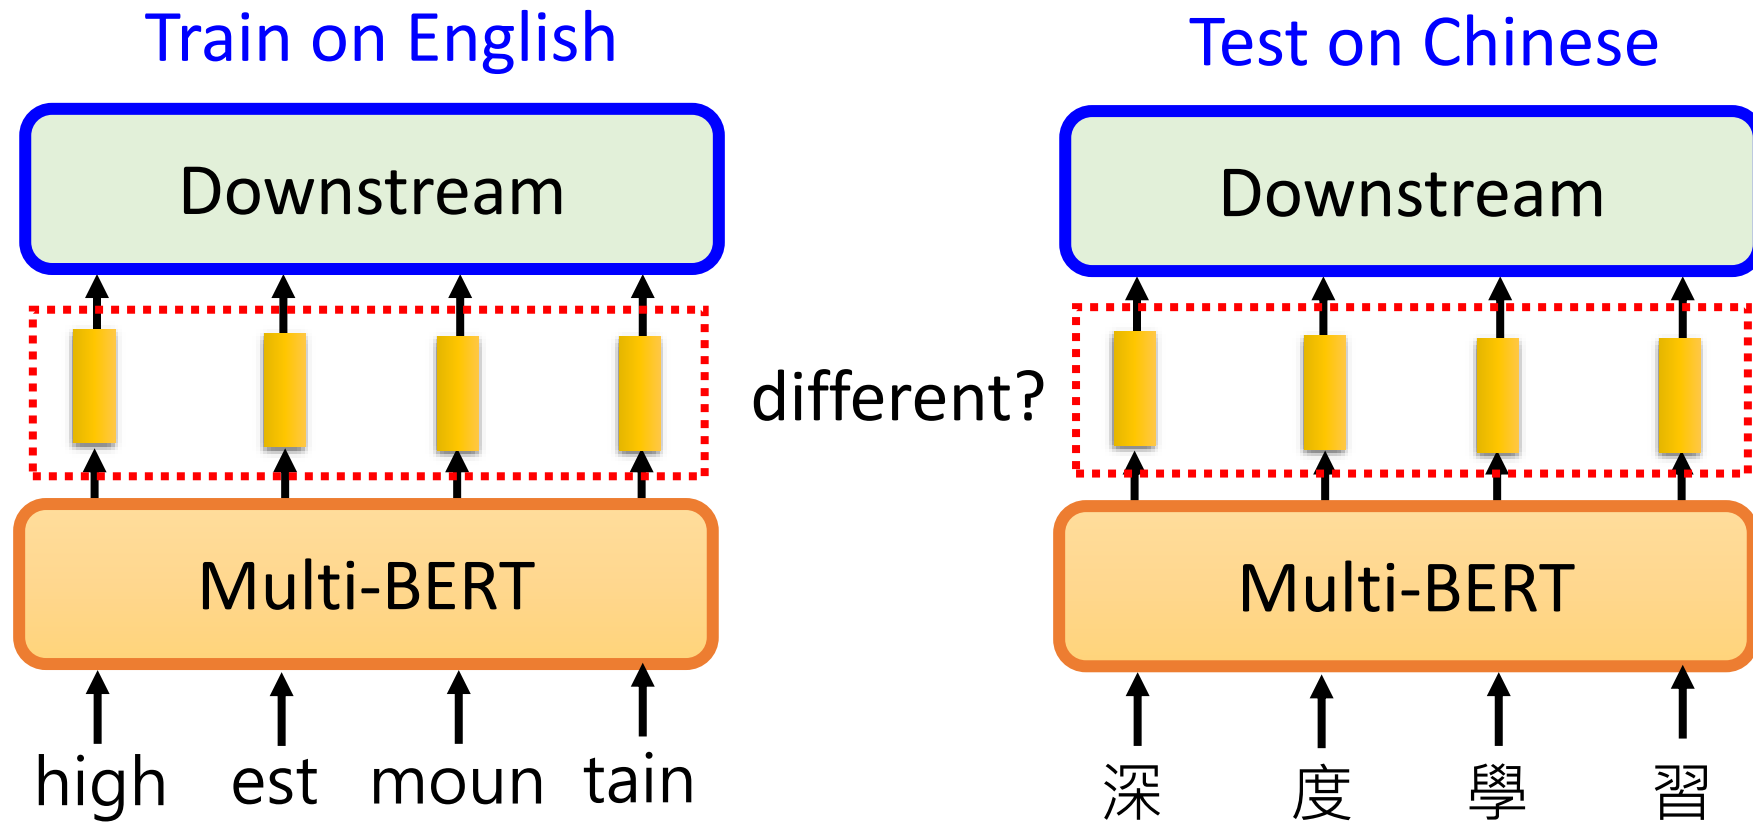 Train on English
Downstream
Multi-BERT
high est moun tain
different?
Test on Chinese
Downstream
Multi-BERT
深 度 學 習